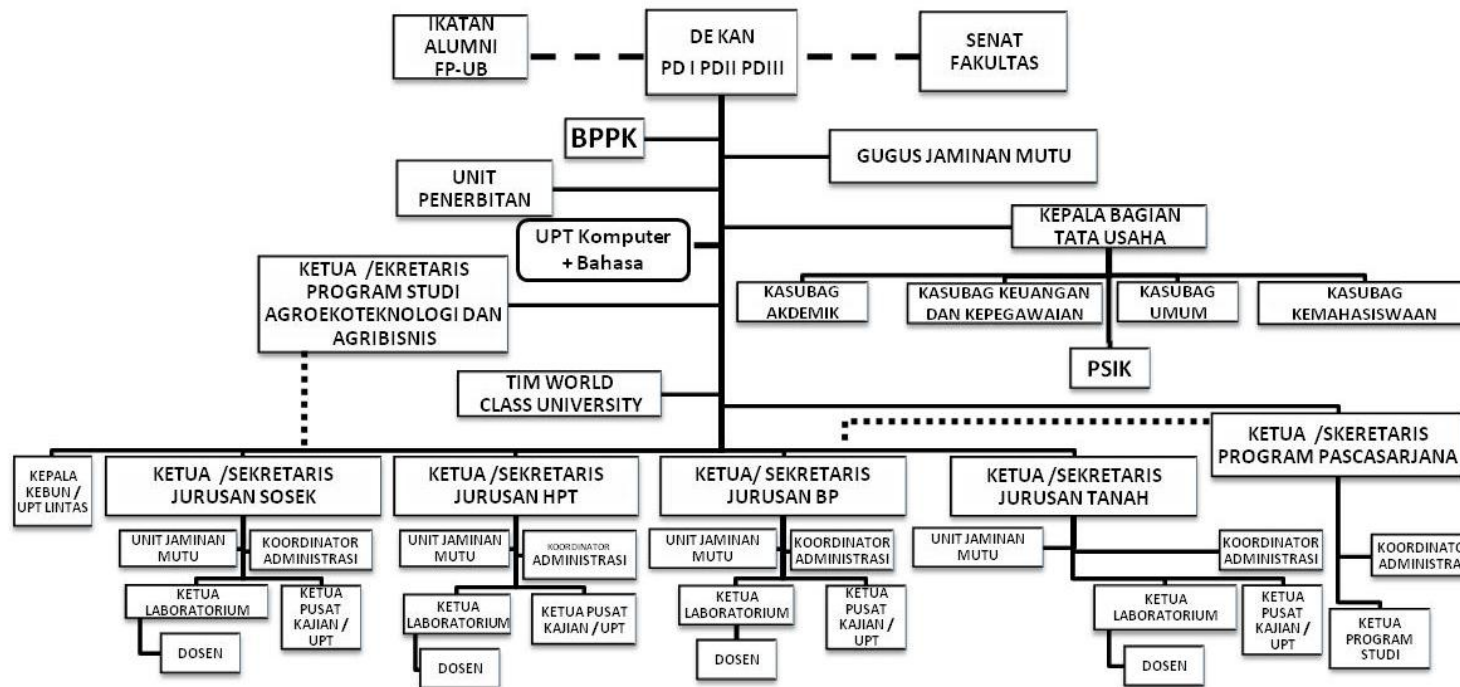 IKATAN
ALUMNI
FP-UB
DE KAN
PD I PDII PDIII
SENAT
FAKULTAS
BPPK
GUGUS JAMINAN MUTU
UNIT
PENERBITAN
KEPALA BAGIAN
TATA USAHA
UPT Komputer
+ Bahasa
KETUA /EKRETARIS
PROGRAM STUDI
AGROEKOTEKNOLOGI DAN
AGRIBISNIS
KASUBAG
AKDEMIK
KASUBAG KEUANGAN
DAN KEPEGAWAIAN
KASUBAG
UMUM
KASUBAG
KEMAHASISWAAN
PSIK
TIM WORLD
CLASS UNIVERSITY
KETUA /SKERETARIS
PROGRAM PASCASARJANA
KEPALA
KEBUN /
UPT LINTAS
KETUA /SEKRETARIS
JURUSAN SOSEK
KETUA /SEKRETARIS
JURUSAN HPT
KETUA/ SEKRETARIS
JURUSAN BP
KETUA /SEKRETARIS
JURUSAN TANAH
UNIT JAMINAN
MUTU
KOORDINATOR
ADMINISTRASI
UNIT JAMINAN
MUTU
KOORDINATOR
ADMINISTRASI
UNIT JAMINAN
MUTU
KOORDINATOR
ADMINISTRASI
UNIT JAMINAN
MUTU
KOORDINATOR
ADMINISTRASI
KOORDINATO
ADMINISTRAS
KETUA
LABORATORIUM
KETUA
PUSAT
KAJIAN /
UPT
KETUA
LABORATORIUM
KETUA PUSAT
KAJIAN / UPT
KETUA
LABORATORIUM
KETUA
PUSAT
KAJIAN /
UPT
KETUA
LABORATORIUM
KETUA
PUSAT
KAJIAN /
UPT
KETUA
PROGRAM
STUDI
DOSEN
DOSEN
DOSEN
DOSEN